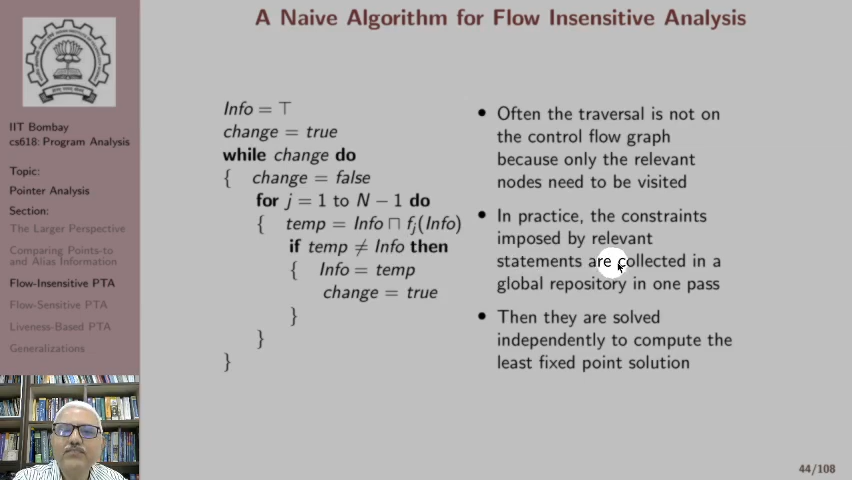 A Naive Algorithm for Flow Insensitive Analysis
IIT Bombay
cs618: Program Analysis
Topic:
Pointer Analysis
Section:
The Larger Perspective
Comparing Points-to
and Alias Information
Flow-Insensitive PTA
Flow-Sensitive PTA
Liveness-Based PTA
Generalizations
Info = ⊤
change = true
while change do
{ change = false
for j = 1 to N − 1 do
{ temp = Info ⊓ fj(Info)
if temp ≠ Info then
{ Info = temp
change = true
}
}
}
• Often the traversal is not on
the control flow graph
because only the relevant
nodes need to be visited
• In practice, the constraints
imposed by relevant
statements are collected in a
global repository in one pass
• Then they are solved
independently to compute the
least fixed point solution
44/108